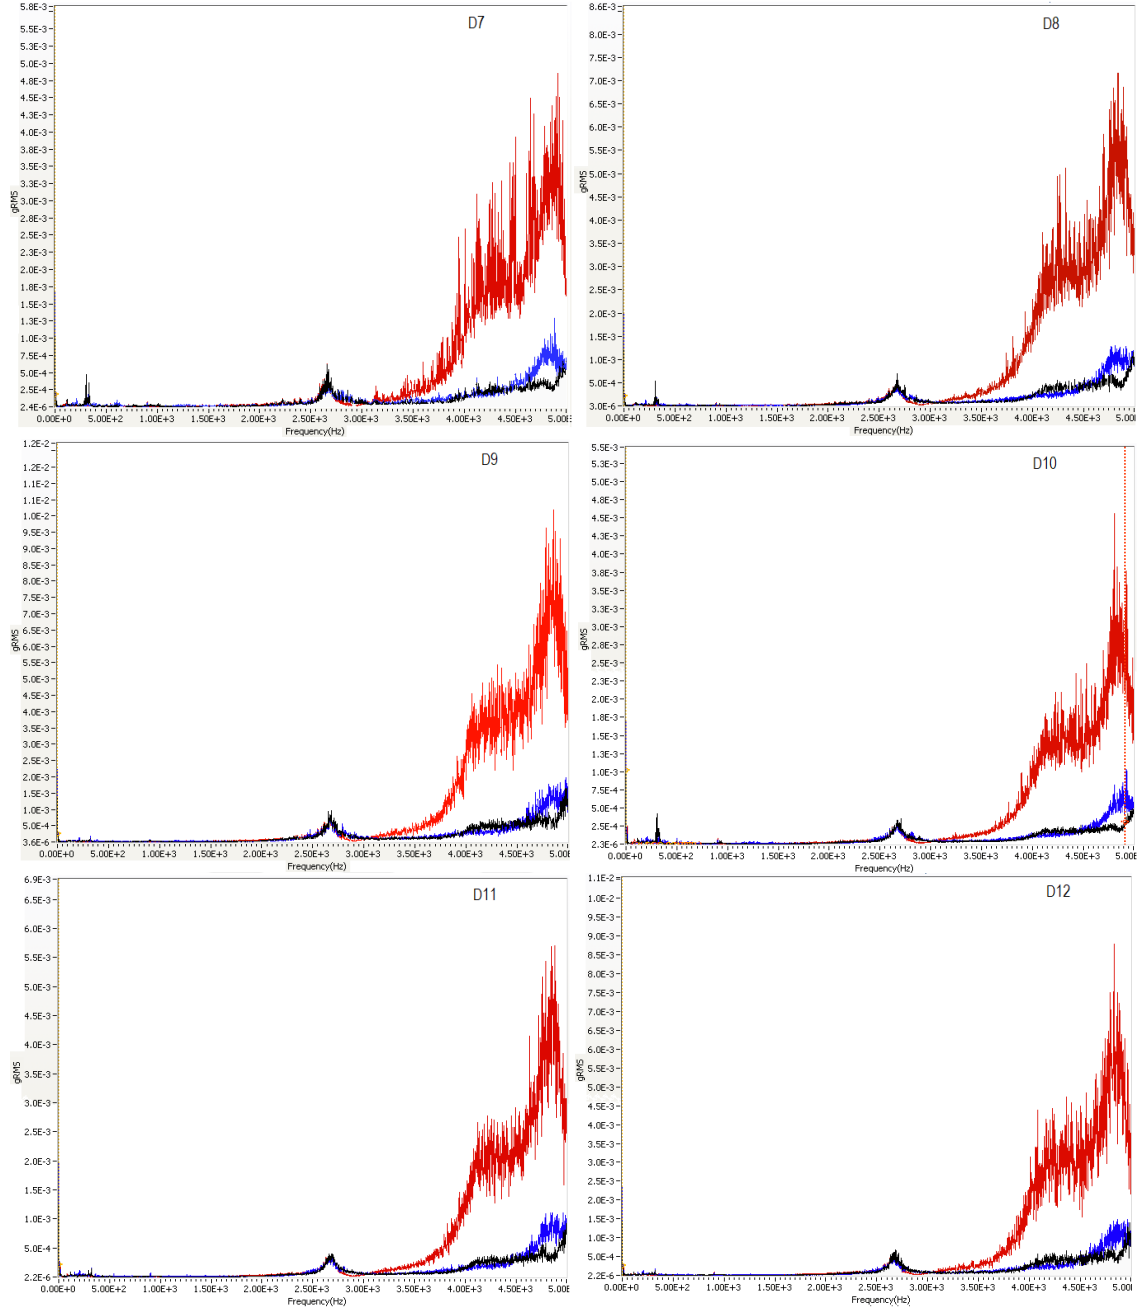 D7
5.8E-3
5.5E-3
5.3E-3
5.0E-3
4.8E-3
4.5E-3
4.3E-3
4.0E-3
3.8E-3
3.5E-3
3.3E-3
3.0E-3
2.8E-3
2.5E-3
2.3E-3
2.0E-3
1.8E-3
1.5E-3
1.3E-3
1.0E-3
7.5E-4
5.0E-4
2.5E-4
2.4E-6
gRMS
0.00E+0 5.00E+2 1.00E+3 1.50E+3 2.00E+3 2.50E+3 3.00E+3 3.50E+3 4.00E+3 4.50E+3 5.00E
Frequency(Hz)
D8
8.6E-3
8.0E-3
7.5E-3
7.0E-3
6.5E-3
6.0E-3
5.5E-3
5.0E-3
4.5E-3
4.0E-3
3.5E-3
3.0E-3
2.5E-3
2.0E-3
1.5E-3
1.0E-3
5.0E-4
3.0E-6
gRMS
0.00E+0 5.00E+2 1.00E+3 1.50E+3 2.00E+3 2.50E+3 3.00E+3 3.50E+3 4.00E+3 4.50E+3 5.00
Frequency(Hz)
D9
1.2E-2
1.2E-2
1.1E-2
1.1E-2
1.0E-2
9.5E-3
9.0E-3
8.5E-3
8.0E-3
7.5E-3
7.0E-3
6.5E-3
6.0E-3
5.5E-3
5.0E-3
4.5E-3
4.0E-3
3.5E-3
3.0E-3
2.5E-3
2.0E-3
1.5E-3
1.0E-3
5.0E-4
3.6E-6
gRMS
0.00E+0 5.00E+2 1.00E+3 1.50E+3 2.00E+3 2.50E+3 3.00E+3 3.50E+3 4.00E+3 4.50E+3 5.00E
Frequency(Hz)
D10
5.5E-3
5.0E-3
4.8E-3
4.5E-3
4.3E-3
4.0E-3
3.8E-3
3.5E-3
3.3E-3
3.0E-3
2.8E-3
2.5E-3
2.3E-3
2.0E-3
1.8E-3
1.5E-3
1.3E-3
1.0E-3
7.5E-4
5.0E-4
2.5E-4
2.3E-6
gRMS
0.00E+0 5.00E+2 1.00E+3 1.50E+3 2.00E+3 2.50E+3 3.00E+3 3.50E+3 4.00E+3 4.50E+3 5.00
Frequency(Hz)
D11
6.9E-3
6.5E-3
6.0E-3
5.5E-3
5.0E-3
4.5E-3
4.0E-3
3.5E-3
3.0E-3
2.5E-3
2.0E-3
1.5E-3
1.0E-3
5.0E-4
2.2E-6
gRMS
0.00E+0 5.00E+2 1.00E+3 1.50E+3 2.00E+3 2.50E+3 3.00E+3 3.50E+3 4.00E+3 4.50E+3 5.00E
Frequency(Hz)
D12
1.1E-2
1.0E-2
9.5E-3
9.0E-3
8.5E-3
8.0E-3
7.5E-3
7.0E-3
6.5E-3
6.0E-3
5.5E-3
5.0E-3
4.5E-3
4.0E-3
3.5E-3
3.0E-3
2.5E-3
2.0E-3
1.5E-3
1.0E-3
5.0E-4
2.2E-6
gRMS
0.00E+0 5.00E+2 1.00E+3 1.50E+3 2.00E+3 2.50E+3 3.00E+3 3.50E+3 4.00E+3 4.50E+3 5.00E
Frequency(Hz)